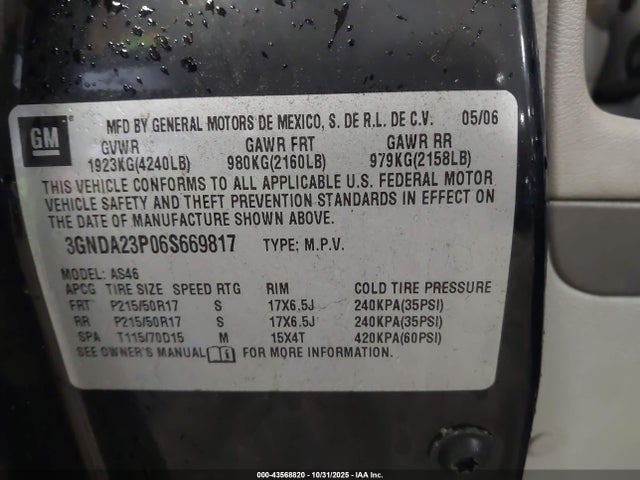 GM
MFD BY GENERAL MOTORS DE MEXICO, S. DE R.L. DE C.V. 05/06
GVWR GAWR FRT GAWR RR
1923KG(4240LB) 980KG(2160LB) 979KG(2158LB)
THIS VEHICLE CONFORMS TO ALL APPLICABLE U.S. FEDERAL MOTOR
VEHICLE SAFETY AND THEFT PREVENTION STANDARDS IN EFFECT ON
THE DATE OF MANUFACTURE SHOWN ABOVE.
3GNDA23P06S669817 TYPE; M.P.V.
MODEL: AS46
APCG TIRE SIZE SPEED RTG RIM COLD TIRE PRESSURE
FRT P215/50R17 S 17X6.5J 240KPA(35PSI)
RR P215/50R17 S 17X6.5J 240KPA(35PSI)
SPA T115/70D15 M 15X4T 420KPA(60PSI)
SEE OWNER'S MANUAL FOR MORE INFORMATION.
000-43568820 - 10/31/2025 - IAA Inc.